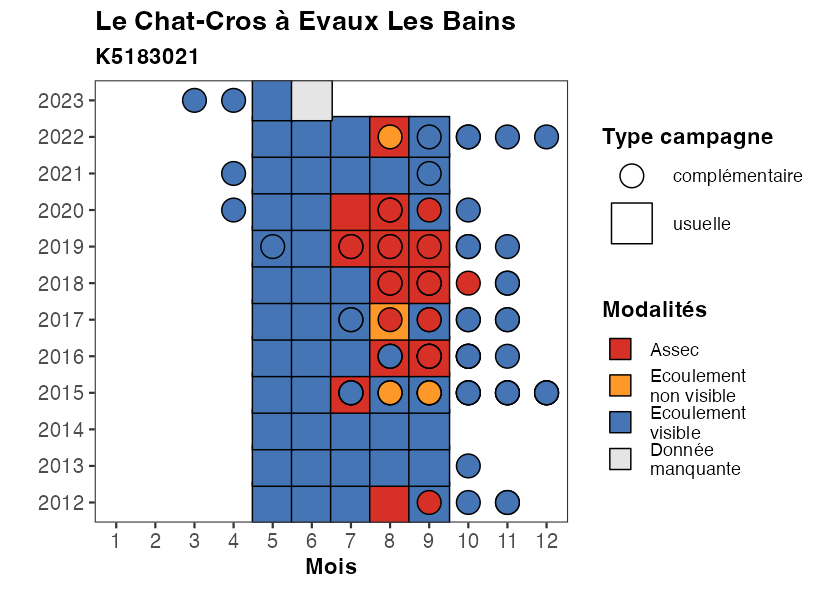 Le Chat-Cros à Evaux Les Bains
K5183021
2023
2022
2021
2020
2019
2018
2017
2016
2015
2014
2013
2012
1 2 3 4 5 6 7 8 9 10 11 12
Mois
Type campagne
complémentaire
usuelle
Modalités
Assec
Ecoulement
non visible
Ecoulement
visible
Donnée
manquante